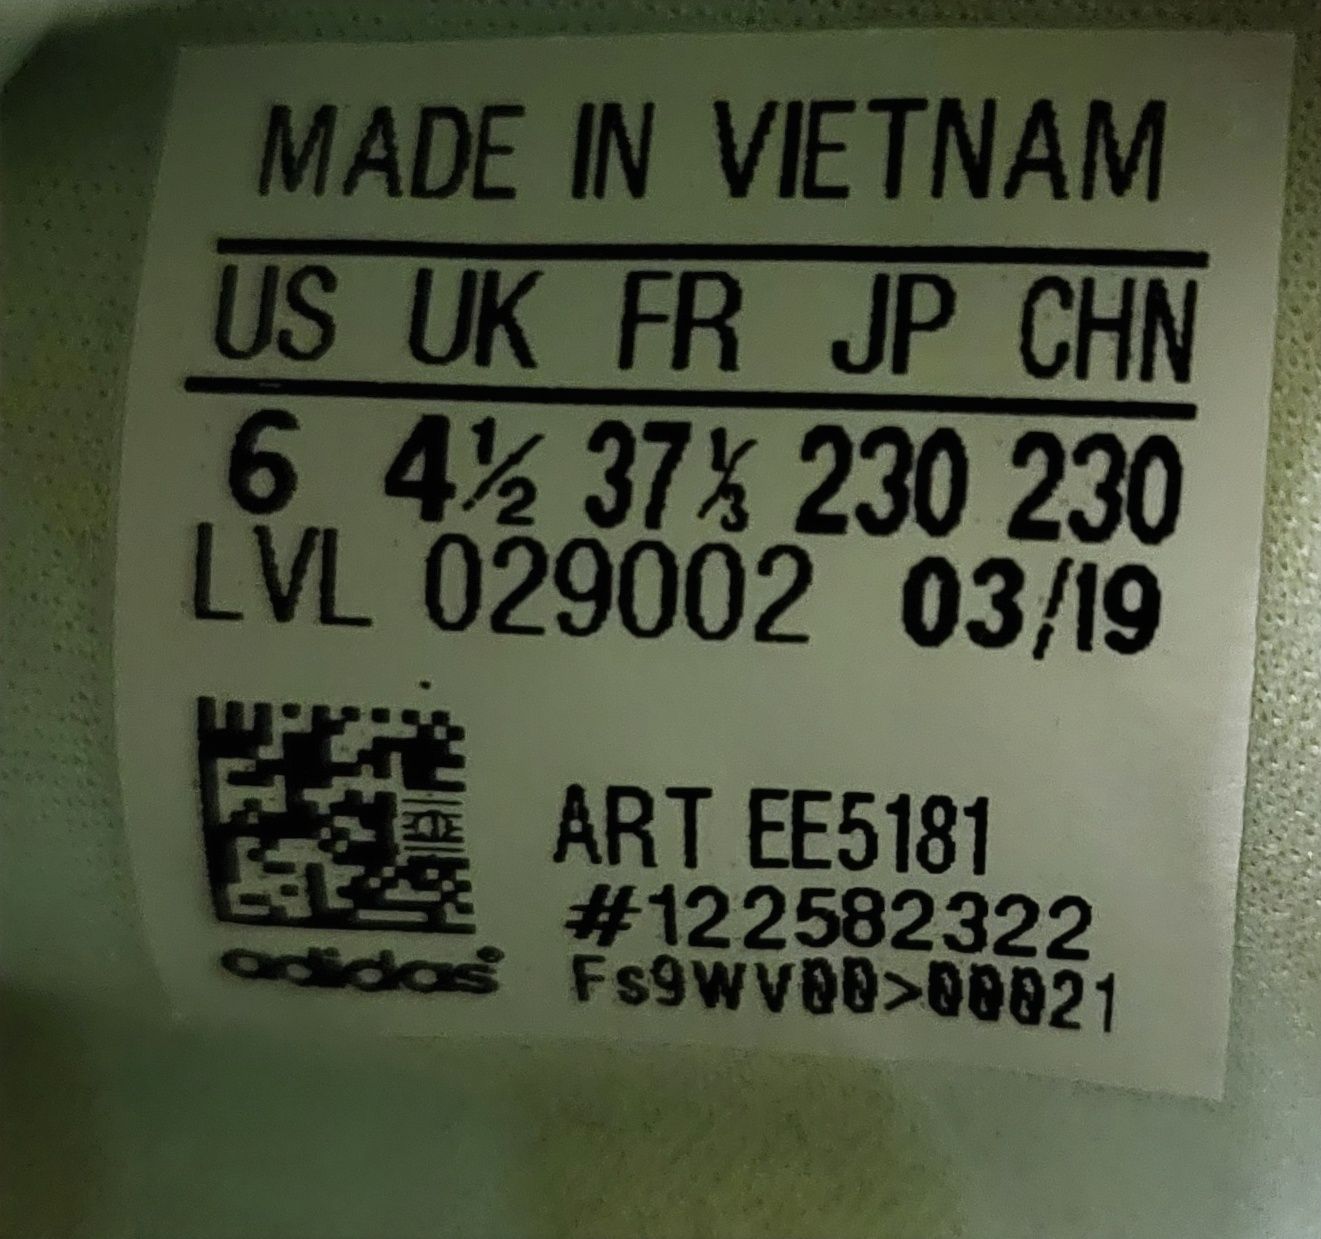 MADE IN VIETNAM
US UK FR JP CHN
6 4½ 37⅓ 230 230
LVL 029002 03/19
ART EE5181
#122582322
adidas®
Fs9WV00>00021